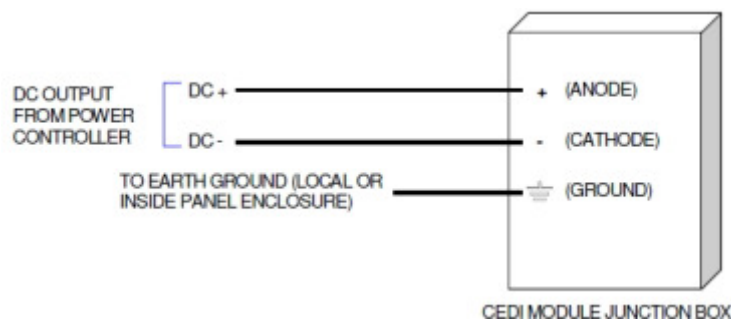 DC OUTPUT
FROM POWER
CONTROLLER
DC +
DC -
TO EARTH GROUND (LOCAL OR
INSIDE PANEL ENCLOSURE)
+ (ANODE)
- (CATHODE)
(GROUND)
CEDI MODULE JUNCTION BOX